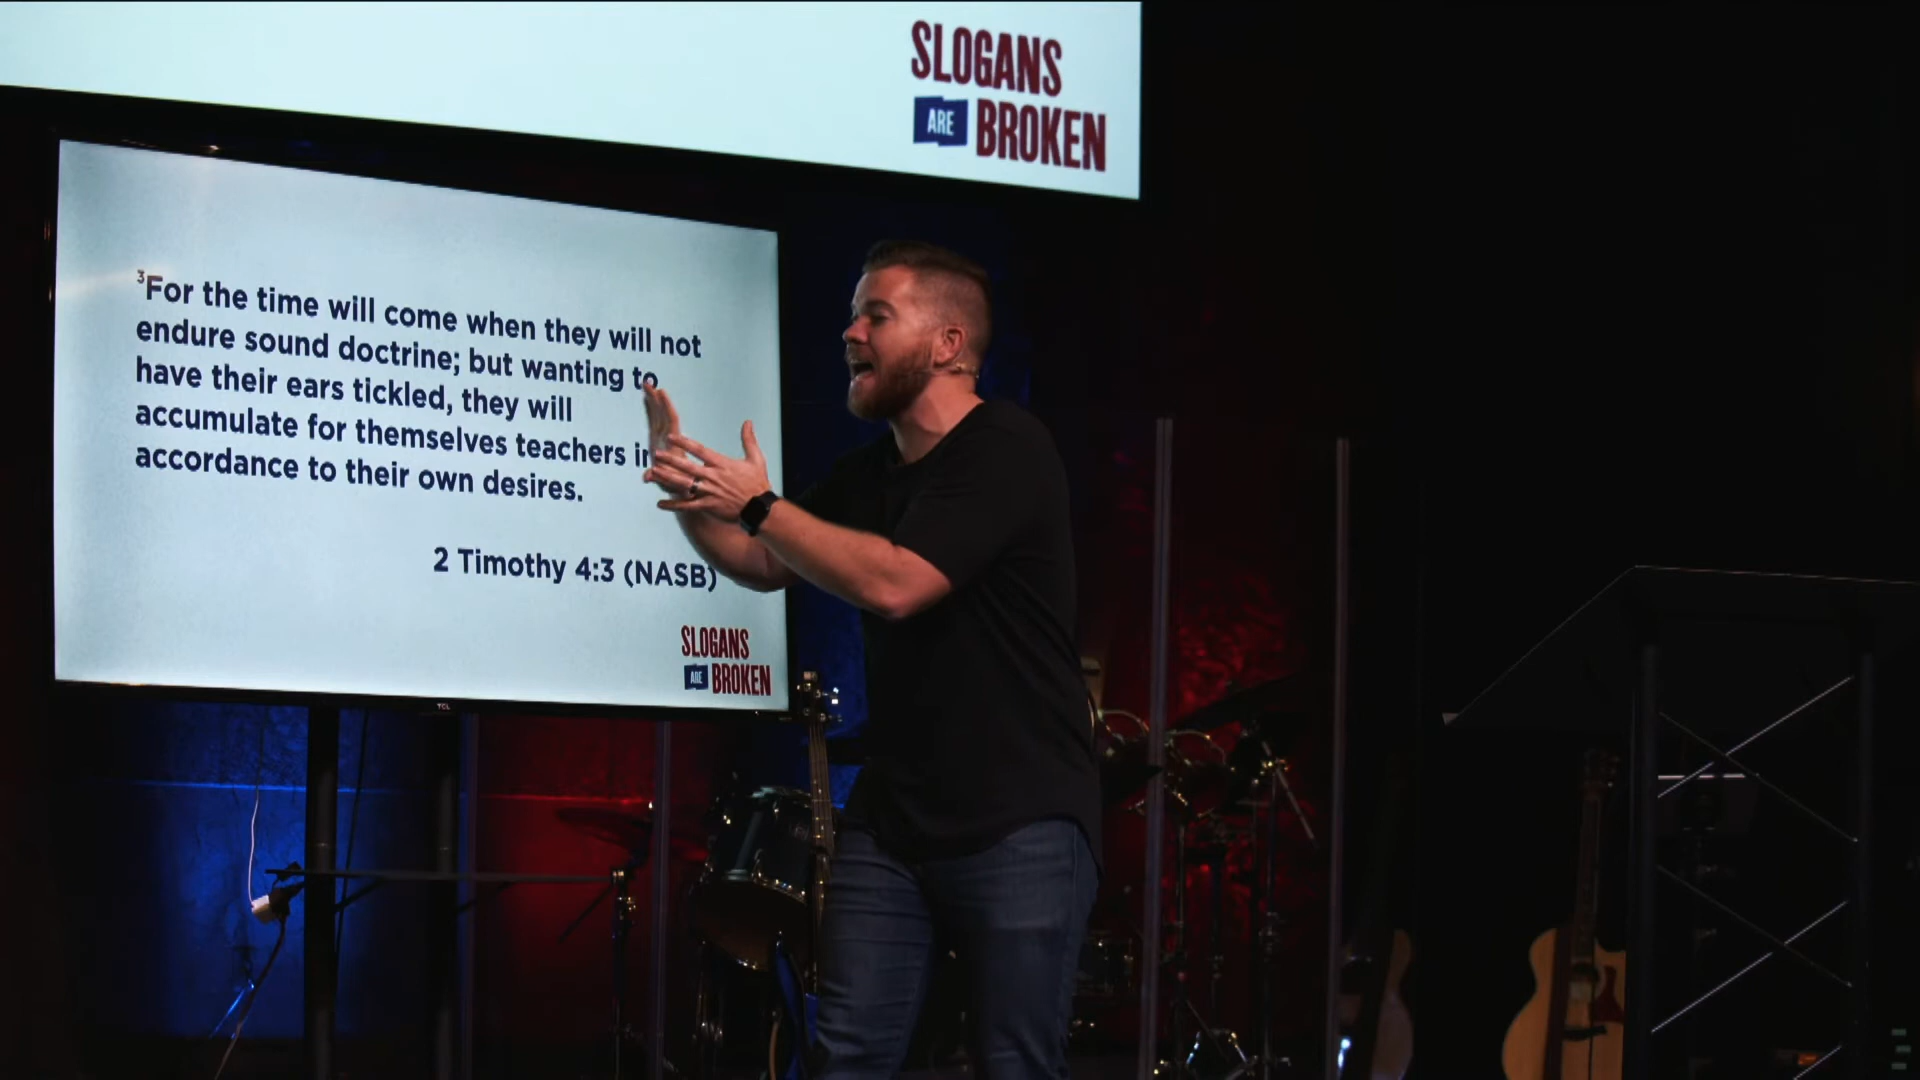 SLOGANS
ARE BROKEN
³For the time will come when they will not
endure sound doctrine; but wanting to
have their ears tickled, they will
accumulate for themselves teachers in
accordance to their own desires.
2 Timothy 4:3 (NASB)
SLOGANS
ARE BROKEN
TCL